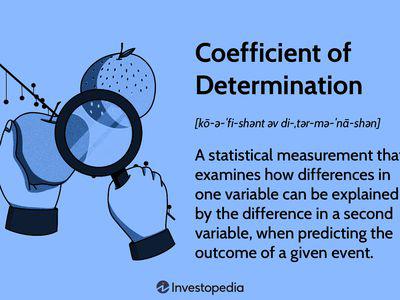 Coefficient of
Determination
[kō-ə-ˈfi-shənt əv di-ˌtər-mə-ˈnā-shən]
A statistical measurement that
examines how differences in
one variable can be explained
by the difference in a second
variable, when predicting the
outcome of a given event.
Investopedia